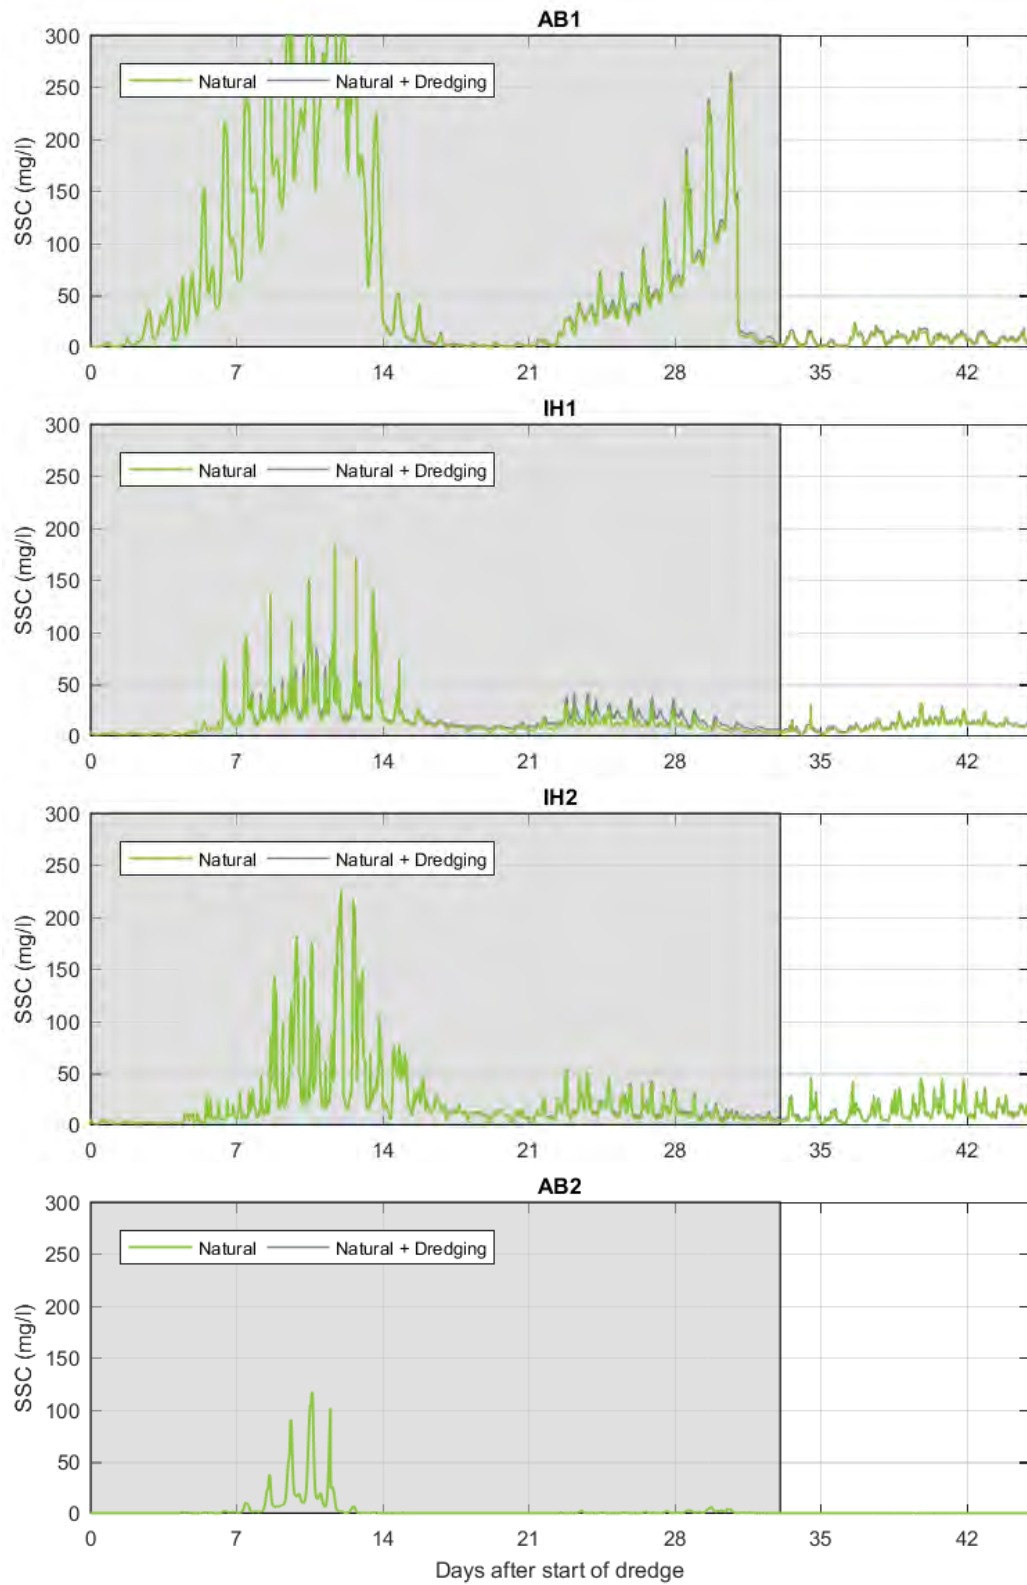 AB1
300
250
200
150
100
50
0
SSC (mg/l)
Natural Natural + Dredging
0 7 14 21 28 35 42
IH1
300
250
200
150
100
50
0
SSC (mg/l)
Natural Natural + Dredging
0 7 14 21 28 35 42
IH2
300
250
200
150
100
50
0
SSC (mg/l)
Natural Natural + Dredging
0 7 14 21 28 35 42
AB2
300
250
200
150
100
50
0
SSC (mg/l)
Natural Natural + Dredging
0 7 14 21 28 35 42
Days after start of dredge